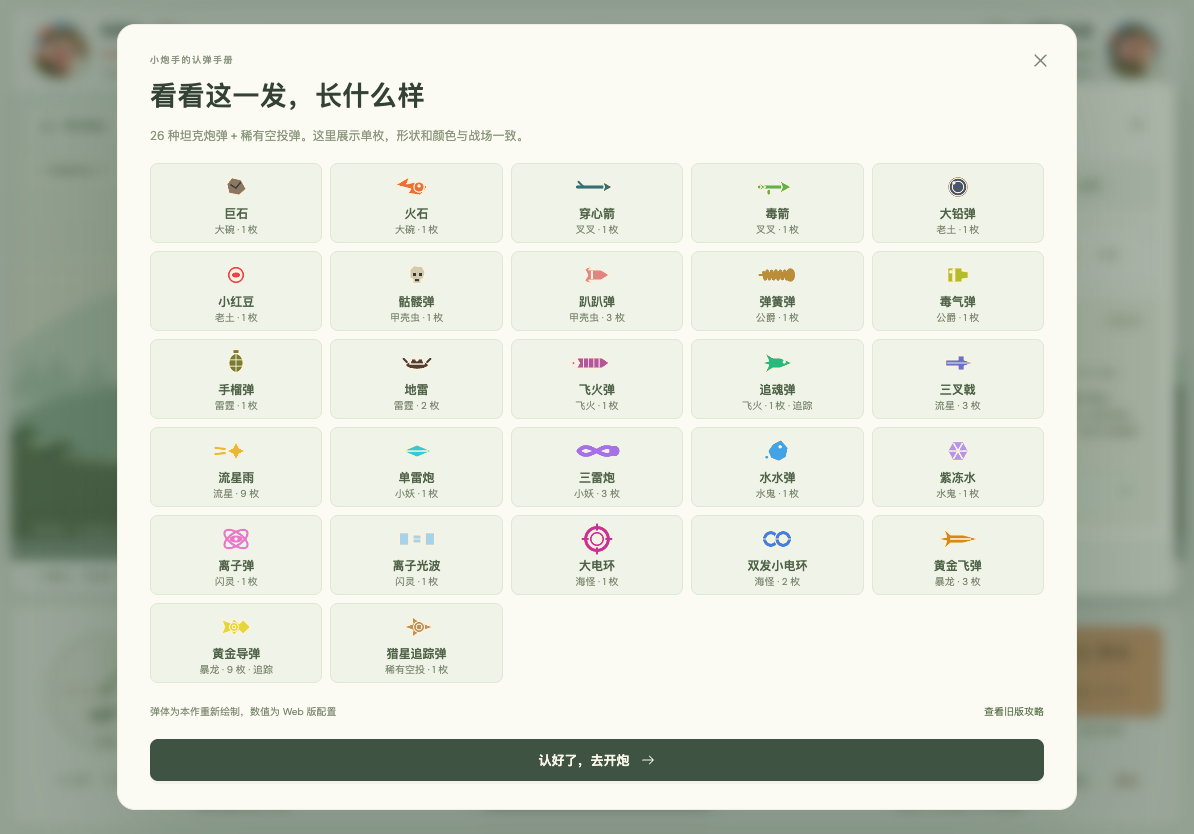 小炮手的认弹手册
看看这一发，长什么样
26 种坦克炮弹 + 稀有空投弹。这里展示单枚，形状和颜色与战场一致。
巨石
大碗 · 1 枚
火石
大碗 · 1 枚
穿心箭
叉叉 · 1 枚
毒箭
叉叉 · 1 枚
大铅弹
老土 · 1 枚
小红豆
老土 · 1 枚
骷髅弹
甲壳虫 · 1 枚
趴趴弹
甲壳虫 · 3 枚
弹簧弹
公爵 · 1 枚
毒气弹
公爵 · 1 枚
手榴弹
雷霆 · 1 枚
地雷
雷霆 · 2 枚
飞火弹
飞火 · 1 枚
追魂弹
飞火 · 1 枚 · 追踪
三叉戟
流星 · 3 枚
流星雨
流星 · 9 枚
单雷炮
小妖 · 1 枚
三雷炮
小妖 · 3 枚
水水弹
水鬼 · 1 枚
紫冻水
水鬼 · 1 枚
离子弹
闪灵 · 1 枚
离子光波
闪灵 · 1 枚
大电环
海怪 · 1 枚
双发小电环
海怪 · 2 枚
黄金飞弹
暴龙 · 3 枚
黄金导弹
暴龙 · 9 枚 · 追踪
猎星追踪弹
稀有空投 · 1 枚
弹体为本作重新绘制，数值为 Web 版配置
查看旧版攻略
认好了，去开炮 →